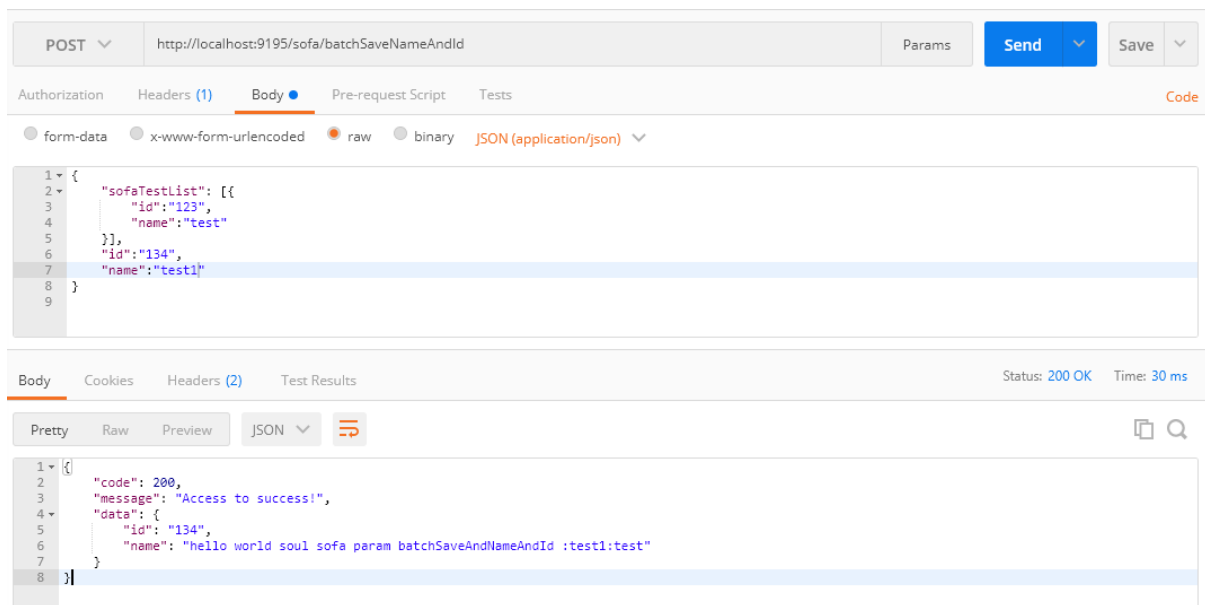 POST http://localhost:9195/sofa/batchSaveNameAndId Params Send Save
Authorization Headers (1) Body Pre-request Script Tests Code
form-data x-www-form-urlencoded raw binary JSON (application/json)
1 {
2 "sofaTestList": [{
3 "id":"123",
4 "name":"test"
5 }],
6 "id":"134",
7 "name":"test1"
8 }
9
Body Cookies Headers (2) Test Results Status: 200 OK Time: 30 ms
Pretty Raw Preview JSON
1 {
2 "code": 200,
3 "message": "Access to success!",
4 "data": {
5 "id": "134",
6 "name": "hello world soul sofa param batchSaveAndNameAndId :test1:test"
7 }
8 }